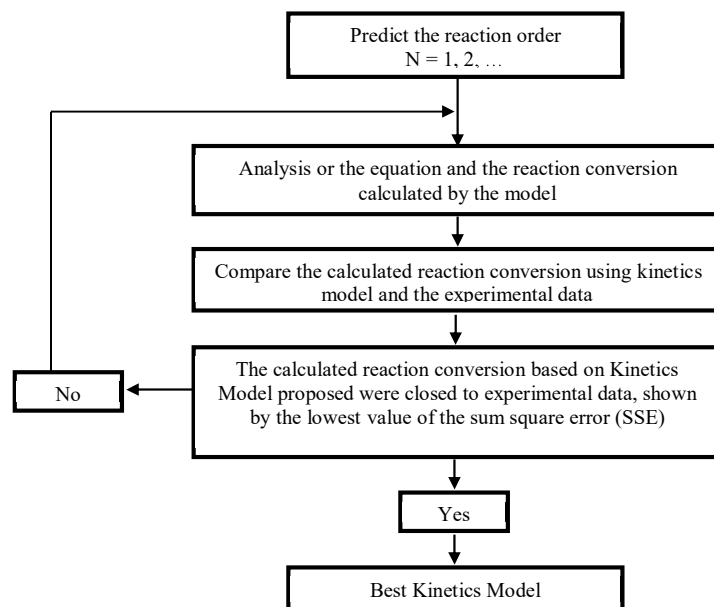 Predict the reaction order
N = 1, 2, …
Analysis or the equation and the reaction conversion
calculated by the model
Compare the calculated reaction conversion using kinetics
model and the experimental data
The calculated reaction conversion based on Kinetics
Model proposed were closed to experimental data, shown
by the lowest value of the sum square error (SSE)
No
Yes
Best Kinetics Model